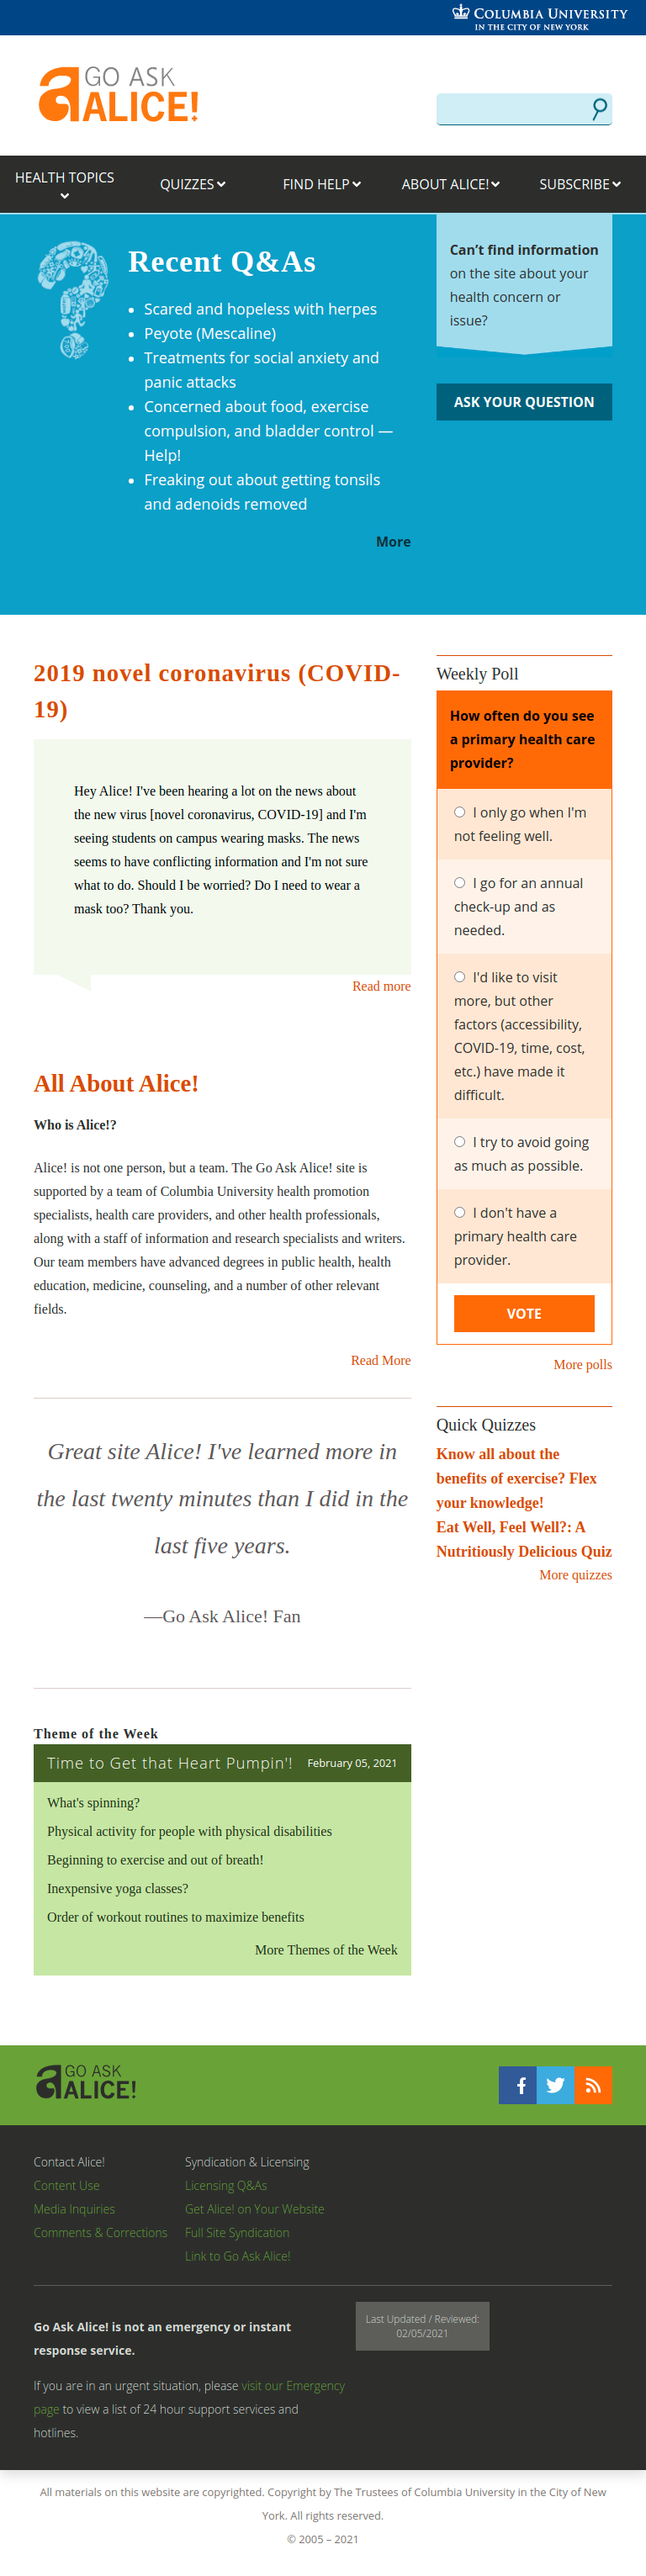 COLUMBIA UNIVERSITY
IN THE CITY OF NEW YORK
GO ASK
ALICE!
HEALTH TOPICS
QUIZZES
FIND HELP
ABOUT ALICE!
SUBSCRIBE
Recent Q&As
Scared and hopeless with herpes
Peyote (Mescaline)
Treatments for social anxiety and
panic attacks
Concerned about food, exercise
compulsion, and bladder control —
Help!
Freaking out about getting tonsils
and adenoids removed
More
Can’t find information
on the site about your
health concern or
issue?
ASK YOUR QUESTION
2019 novel coronavirus (COVID-
19)
Hey Alice! I've been hearing a lot on the news about
the new virus [novel coronavirus, COVID-19] and I'm
seeing students on campus wearing masks. The news
seems to have conflicting information and I'm not sure
what to do. Should I be worried? Do I need to wear a
mask too? Thank you.
Read more
All About Alice!
Who is Alice!?
Alice! is not one person, but a team. The Go Ask Alice! site is
supported by a team of Columbia University health promotion
specialists, health care providers, and other health professionals,
along with a staff of information and research specialists and writers.
Our team members have advanced degrees in public health, health
education, medicine, counseling, and a number of other relevant
fields.
Read More
Great site Alice! I've learned more in
the last twenty minutes than I did in the
last five years.
—Go Ask Alice! Fan
Theme of the Week
Time to Get that Heart Pumpin'! February 05, 2021
What's spinning?
Physical activity for people with physical disabilities
Beginning to exercise and out of breath!
Inexpensive yoga classes?
Order of workout routines to maximize benefits
More Themes of the Week
Weekly Poll
How often do you see
a primary health care
provider?
I only go when I'm
not feeling well.
I go for an annual
check-up and as
needed.
I'd like to visit
more, but other
factors (accessibility,
COVID-19, time, cost,
etc.) have made it
difficult.
I try to avoid going
as much as possible.
I don't have a
primary health care
provider.
VOTE
More polls
Quick Quizzes
Know all about the
benefits of exercise? Flex
your knowledge!
Eat Well, Feel Well?: A
Nutritiously Delicious Quiz
More quizzes
GO ASK
ALICE!
Contact Alice!
Content Use
Media Inquiries
Comments & Corrections
Syndication & Licensing
Licensing Q&As
Get Alice! on Your Website
Full Site Syndication
Link to Go Ask Alice!
Go Ask Alice! is not an emergency or instant
response service.
If you are in an urgent situation, please visit our Emergency
page to view a list of 24 hour support services and
hotlines.
Last Updated / Reviewed:
02/05/2021
All materials on this website are copyrighted. Copyright by The Trustees of Columbia University in the City of New
York. All rights reserved.
© 2005 – 2021